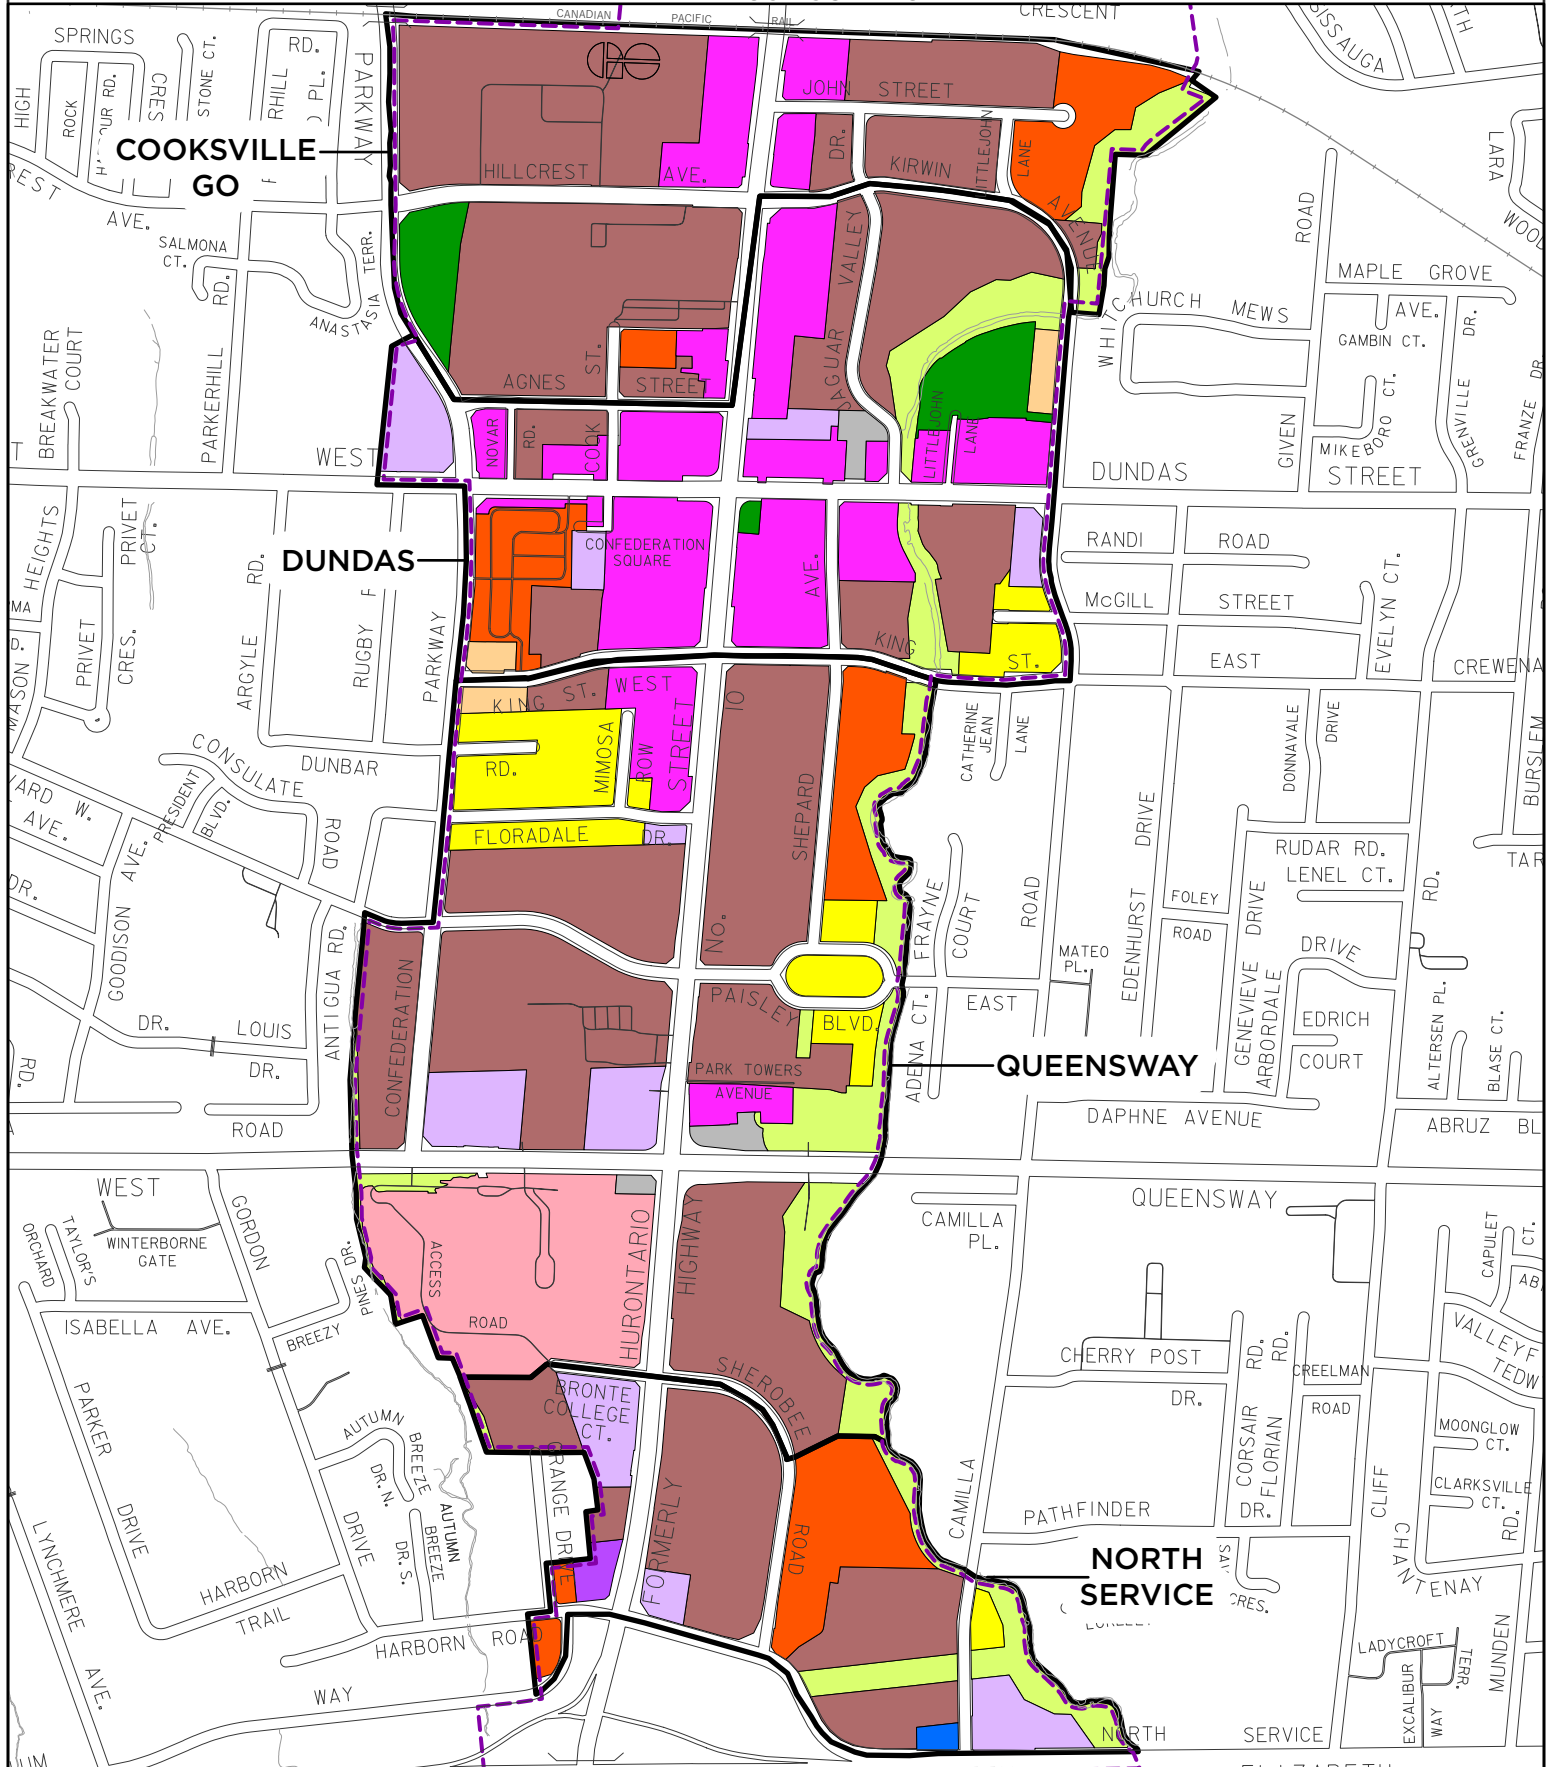 CANADIAN PACIFIC RAIL
CRESCENT
SPRINGS
RD.
PARKWAY
STONE CT.
HIGH
ROCK
PL.
JOHN STREET
COOKSVILLE
GO
HILLCREST AVE.
DR.
KIRWIN
LITTLEJOHN
LANE
AVENUE
LARA
AVE.
SALMONA
CT.
RD.
TERR.
ANASTASIA
VALLEY
JAGUAR
ROAD
MAPLE GROVE
AVE.
GAMBIN CT.
DR.
CHURCH MEWS
BREAKWATER
COURT
PARKERHILL
AGNES STREET
ST.
NOVAR
RD.
COOK
LITTLEJOHN
LANE
GIVEN
MIKEBORO CT.
GRENVILLE
FRANZE DR
WEST
DUNDAS STREET
HEIGHTS
PRIVET
CT.
RD.
DUNDAS
CONFEDERATION
SQUARE
AVE.
RANDI ROAD
McGILL STREET
EVELYN CT.
PRIVET
CRES.
ARGYLE
RUGBY
PARKWAY
KING
ST.
EAST
CREWENA
MASON
KING ST. WEST
STREET
10
CATHERINE
JEAN
LANE
DONNAVALE
DRIVE
CONSULATE
DUNBAR
RD.
MIMOSA
ROW
SHEPARD
PRESIDENT
BLVD.
ROAD
AVE.
FLORADALE DR.
DRIVE
BURSLEM
RUDAR RD.
LENEL CT.
DR.
AVE.
GOODISON
ANTIGUA RD.
No.
FRAYNE
COURT
ROAD
EDENHURST
FOLEY
ROAD
DRIVE
RD.
MATEO
PL.
GENEVIEVE
ARBORDALE
DRIVE
CONFEDERATION
PAISLEY
BLVD.
EAST
ADENA CT.
DR. LOUIS
DR.
EDRICH
COURT
ALTERSEN PL.
BLASE CT.
RD.
PARK TOWERS
AVENUE
QUEENSWAY
DAPHNE AVENUE
ROAD
WEST
QUEENSWAY
GORDON
TAYLOR'S
ORCHARD
WINTERBORNE
GATE
ACCESS
ROAD
HURONTARIO
HIGHWAY
CAMILLA
PL.
CAPULET
CT.
PINES DR.
BREEZY
ISABELLA AVE.
CHERRY POST
DR.
RD.
RD.
CREELMAN
ROAD
SHEROBEE
BRONTE
COLLEGE
CT.
PARKER
DRIVE
AUTUMN
BREEZE
DR. N.
GRANGE DRIVE
CORSAIR
FLORIAN
DR.
CLIFF
MOONGLOW
CT.
CLARKSVILLE
CT.
RD.
CAMILLA
PATHFINDER
AUTUMN
BREEZE
DR. S.
DRIVE
LYNCHMERE
AVE.
FORMERLY
ROAD
CHANTENAY
NORTH
SERVICE
HARBORN
TRAIL
HARBORN ROAD
WAY
LADYCROFT
TERR.
EXCALIBUR
WAY
MUNDEN
NORTH SERVICE